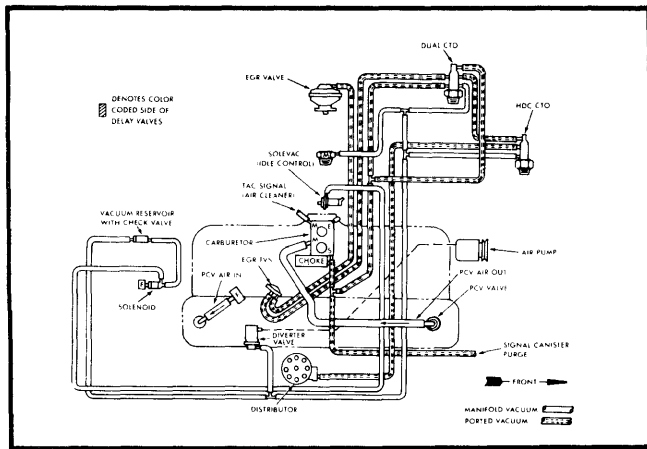 DUAL CTO
EGR VALVE
DENOTES COLOR
CODED SIDE OF
DELAY VALVES
HDC CTO
SOLEVAC
(IDLE CONTROL)
TAC SIGNAL
(AIR CLEANER)
VACUUM RESERVOIR
WITH CHECK VALVE
CARBURETOR
M E
M
S
CHOKE
AIR PUMP
EGR TVS
PCV AIR IN
PCV AIR OUT
PCV VALVE
SOLENOID
DIVERTER
VALVE
SIGNAL CANISTER
PURGE
FRONT
DISTRIBUTOR
MANIFOLD VACUUM
PORTED VACUUM